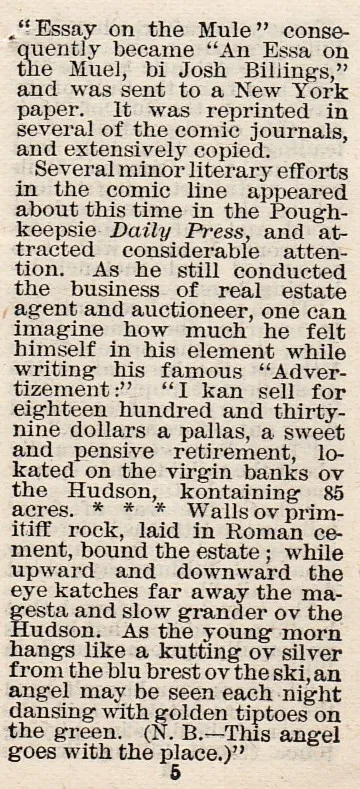 “Essay on the Mule” conse-
quently became “An Essa on
the Muel, bi Josh Billings,”
and was sent to a New York
paper. It was reprinted in
several of the comic journals,
and extensively copied.
Several minor literary efforts
in the comic line appeared
about this time in the Pough-
keepsie Daily Press, and at-
tracted considerable atten-
tion. As he still conducted
the business of real estate
agent and auctioneer, one can
imagine how much he felt
himself in his element while
writing his famous “Adver-
tizement:” “I kan sell for
eighteen hundred and thirty-
nine dollars a pallas, a sweet
and pensive retirement, lo-
kated on the virgin banks ov
the Hudson, kontaining 85
acres. * * * Walls ov prim-
itiff rock, laid in Roman ce-
ment, bound the estate; while
upward and downward the
eye katches far away the ma-
gesta and slow grander ov the
Hudson. As the young morn
hangs like a kutting ov silver
from the blu brest ov the ski, an
angel may be seen each night
dansing with golden tiptoes on
the green. (N. B.—This angel
goes with the place.)”
5